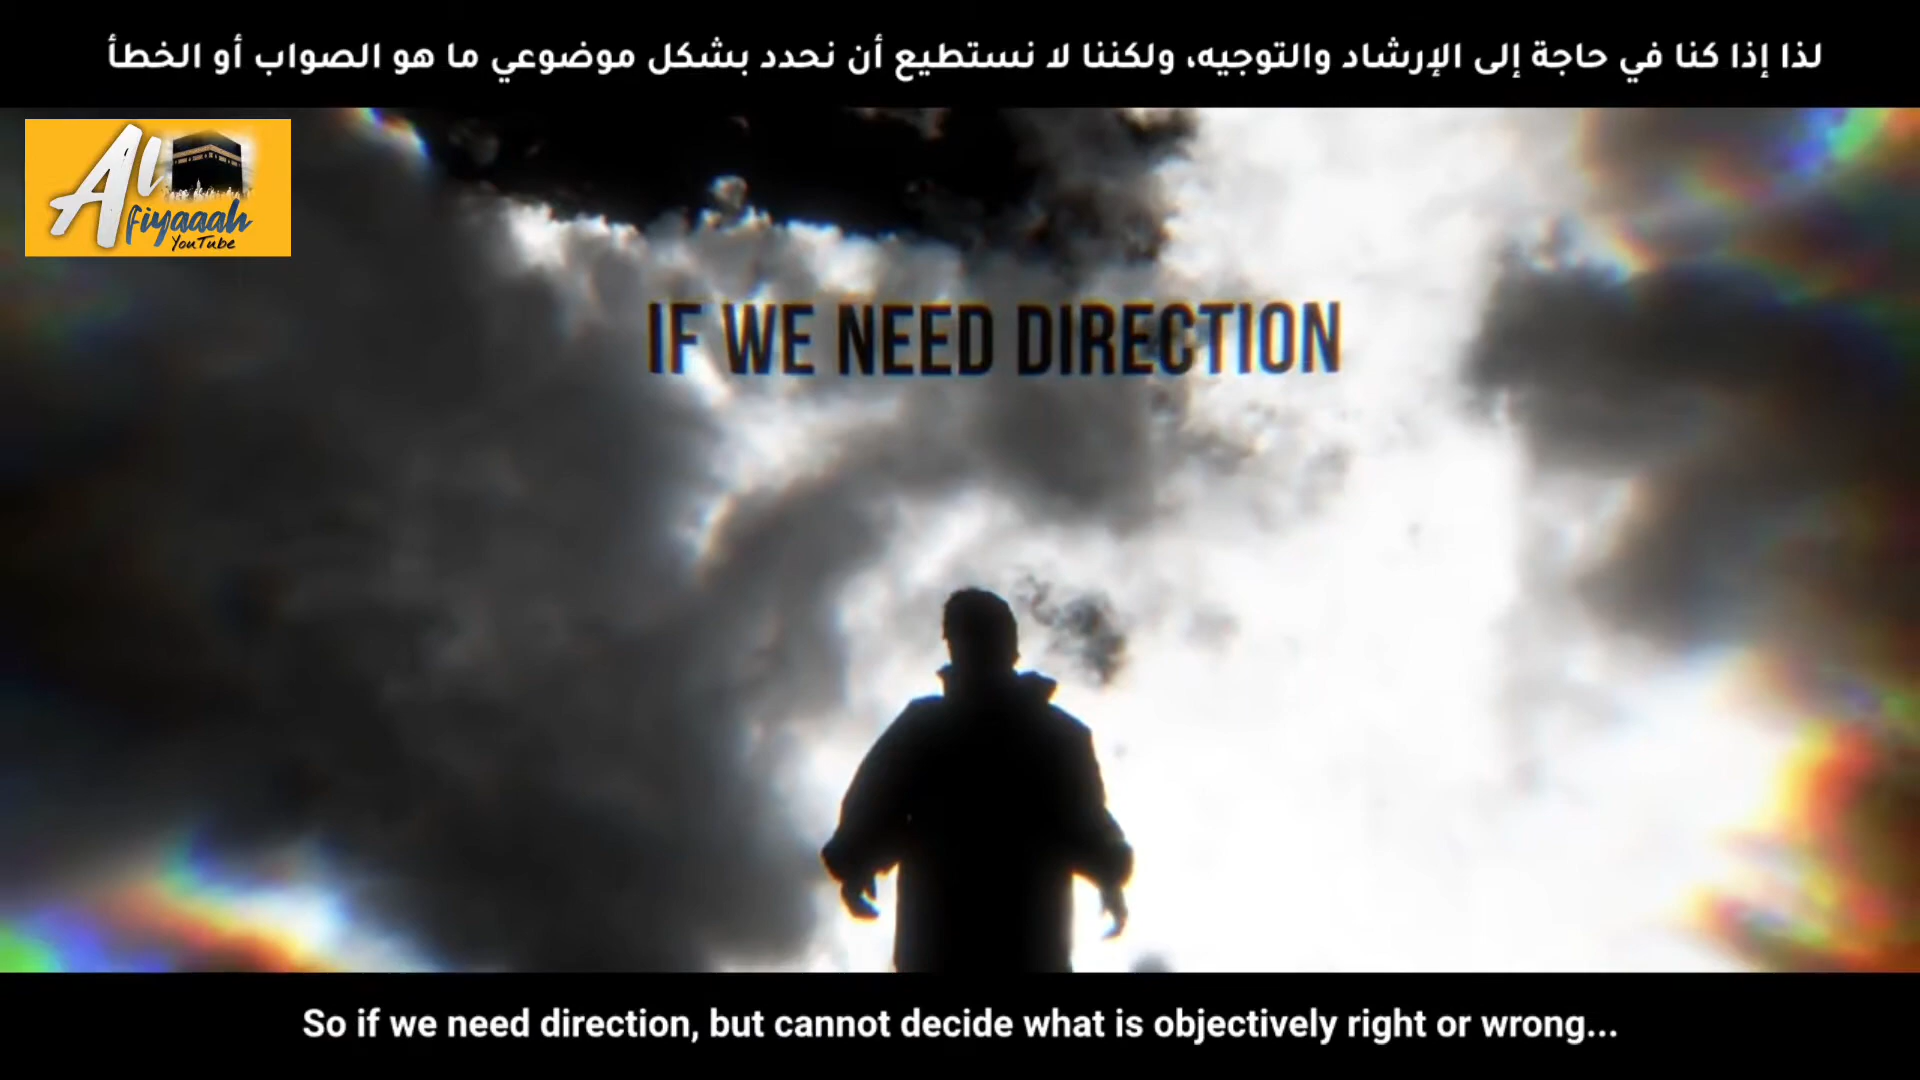 لذا إذا كنا في حاجة إلى الإرشاد والتوجيه، ولكننا لا نستطيع أن نحدد بشكل موضوعي ما هو الصواب أو الخطأ
Al
fiyaaah
YouTube
IF WE NEED DIRECTION
So if we need direction, but cannot decide what is objectively right or wrong...